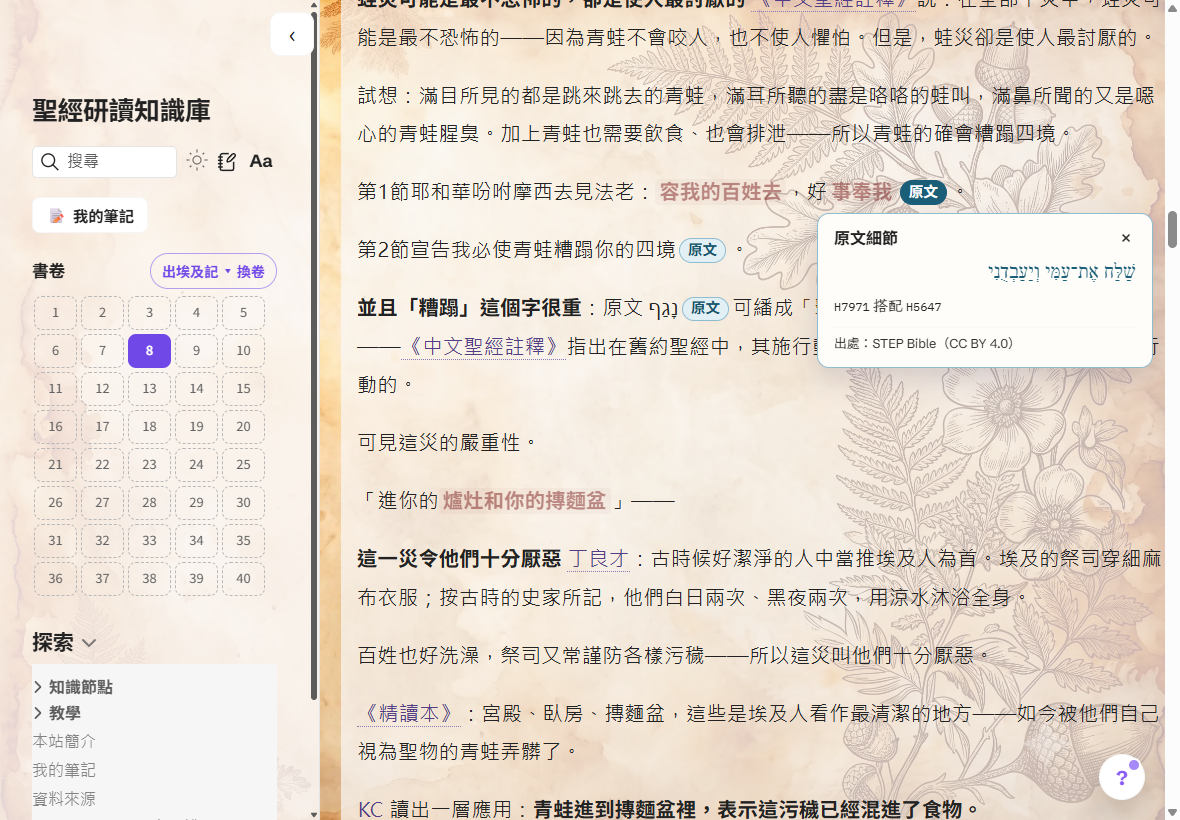 ‹
聖經研讀知識庫
搜尋
Aa
我的筆記
書卷
出埃及記 ▾ 換卷
1 2 3 4 5
6 7 8 9 10
11 12 13 14 15
16 17 18 19 20
21 22 23 24 25
26 27 28 29 30
31 32 33 34 35
36 37 38 39 40
探索
知識節點
教學
本站簡介
我的筆記
資料來源
蛙災可能是最不恐怖的，卻是使人最討厭的 《中文聖經註釋》說：在全部十災中，蛙災可
能是最不恐怖的——因為青蛙不會咬人，也不使人懼怕。但是，蛙災卻是使人最討厭的。
試想：滿目所見的都是跳來跳去的青蛙，滿耳所聽的盡是咯咯的蛙叫，滿鼻所聞的又是噁
心的青蛙腥臭。加上青蛙也需要飲食、也會排泄——所以青蛙的確會糟蹋四境。
第1節耶和華吩咐摩西去見法老： 容我的百姓去 ，好 事奉我 原文 。
第2節宣告我必使青蛙糟蹋你的四境 原文 。
並且「糟蹋」這個字很重：原文 נָגַף 原文 可繙成「
——《中文聖經註釋》指出在舊約聖經中，其施行
動的。
可見這災的嚴重性。
「進你的 爐灶和你的摶麵盆 」——
這一災令他們十分厭惡 丁良才：古時候好潔淨的人中當推埃及人為首。埃及的祭司穿細麻
布衣服；按古時的史家所記，他們白日兩次、黑夜兩次，用涼水沐浴全身。
百姓也好洗澡，祭司又常謹防各樣污穢——所以這災叫他們十分厭惡。
《精讀本》：宮殿、臥房、摶麵盆，這些是埃及人看作最清潔的地方——如今被他們自己
視為聖物的青蛙弄髒了。
KC 讀出一層應用：青蛙進到摶麵盆裡，表示這污穢已經混進了食物。
原文細節
×
שַׁלַּח אֶת־עַמִּי וְיַעַבְדֻנִי
H7971 搭配 H5647
出處：STEP Bible（CC BY 4.0）
?